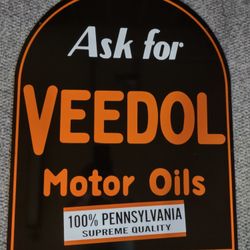 Ask for
VEEDOL
Motor Oils
100% PENNSYLVANIA
SUPREME QUALITY